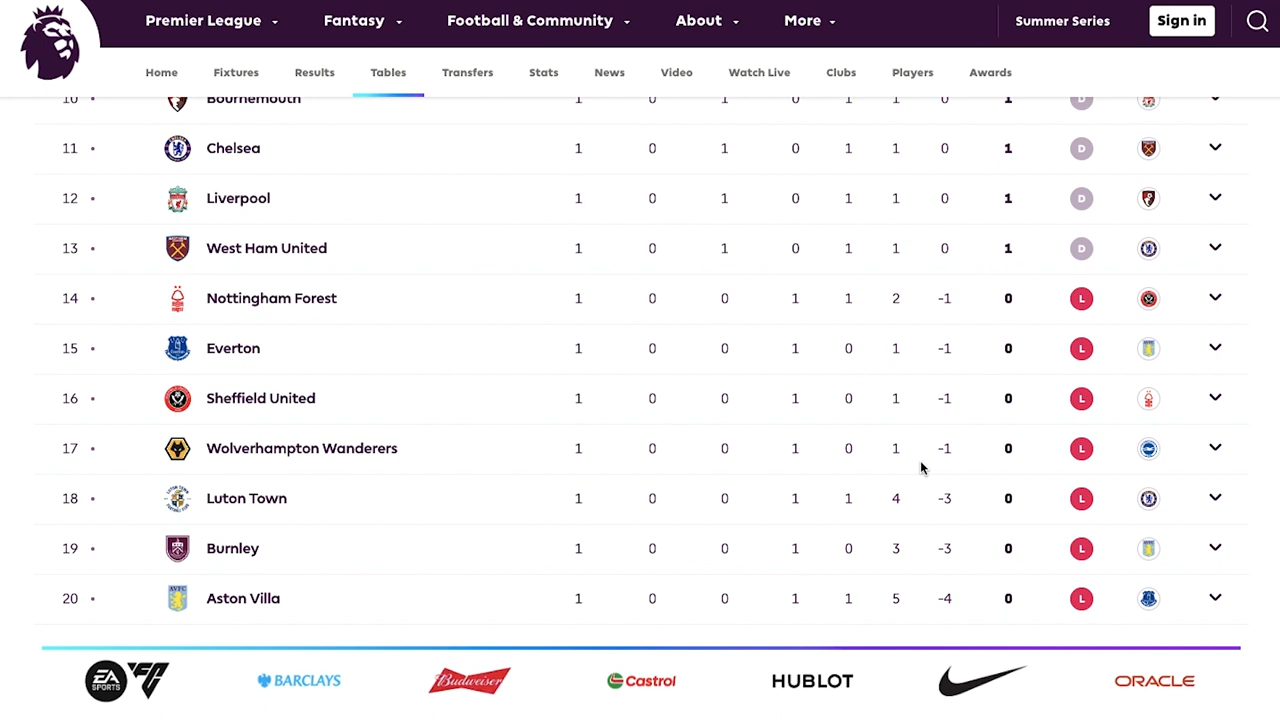 Premier League Fantasy Football & Community About More Summer Series Sign in
Home Fixtures Results Tables Transfers Stats News Video Watch Live Clubs Players Awards
10 Bournemouth 1 0 1 0 1 1 0 1 D
11 Chelsea 1 0 1 0 1 1 0 1 D
12 Liverpool 1 0 1 0 1 1 0 1 D
13 West Ham United 1 0 1 0 1 1 0 1 D
14 Nottingham Forest 1 0 0 1 1 2 -1 0 L
15 Everton 1 0 0 1 0 1 -1 0 L
16 Sheffield United 1 0 0 1 0 1 -1 0 L
17 Wolverhampton Wanderers 1 0 0 1 0 1 -1 0 L
18 Luton Town 1 0 0 1 1 4 -3 0 L
19 Burnley 1 0 0 1 0 3 -3 0 L
20 Aston Villa 1 0 0 1 1 5 -4 0 L
EA SPORTS FC BARCLAYS Budweiser Castrol HUBLOT ORACLE